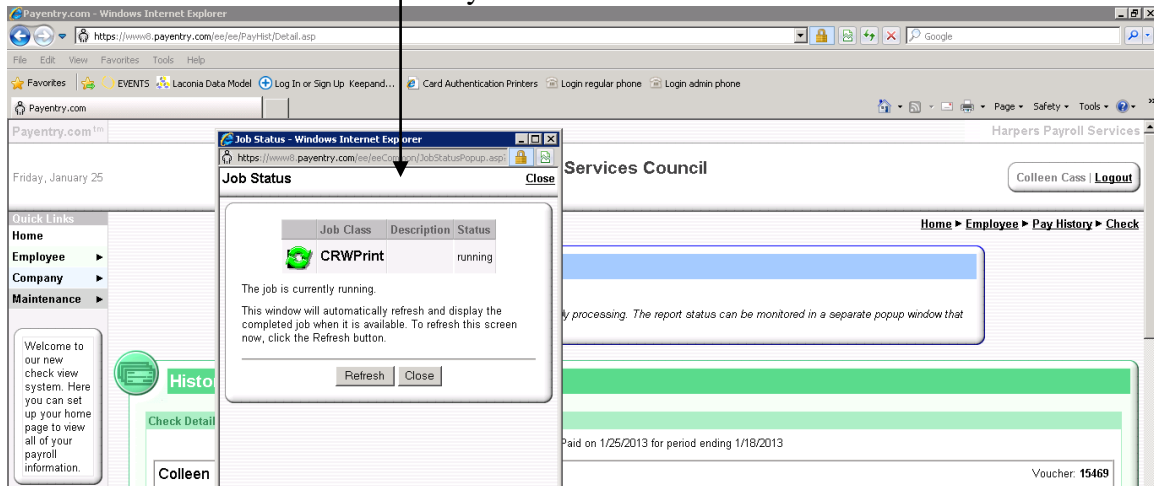 Payentry.com - Windows Internet Explorer
https://www8.payentry.com/ee/ee/PayHist/Detail.asp
Google
File Edit View Favorites Tools Help
Favorites EVENTS Laconia Data Model Log In or Sign Up Keepand... Card Authentication Printers Login regular phone Login admin phone
Payentry.com
Page Safety Tools
Payentry.com tm
Harpers Payroll Services
Friday, January 25
Services Council
Colleen Cass | Logout
Quick Links
Home
Employee
Company
Maintenance
Home ► Employee ► Pay History ► Check
Welcome to
our new
check view
system. Here
you can set
up your home
page to view
all of your
payroll
information.
Job Status - Windows Internet Explorer
https://www8.payentry.com/ee/eeCommon/JobStatusPopup.asp
Job Status
Close
Job Class Description Status
CRWPrint running
The job is currently running.
This window will automatically refresh and display the
completed job when it is available. To refresh this screen
now, click the Refresh button.
Refresh Close
processing. The report status can be monitored in a separate popup window that
Histo
Check Detail
Paid on 1/25/2013 for period ending 1/18/2013
Colleen
Voucher: 15469